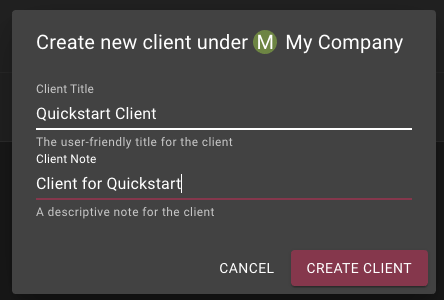 Create new client under M My Company
Client Title
Quickstart Client
The user-friendly title for the client
Client Note
Client for Quickstart
A descriptive note for the client
CANCEL CREATE CLIENT